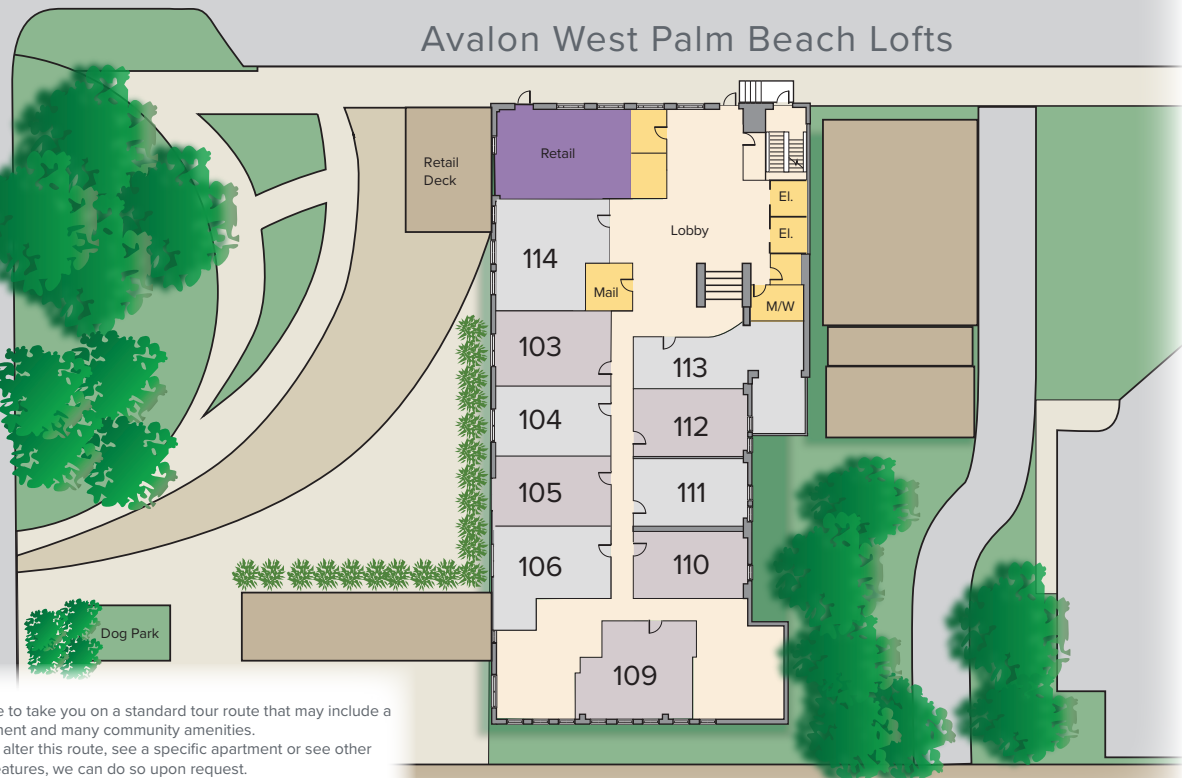 Avalon West Palm Beach Lofts
Retail
Deck
Retail
El.
El.
Lobby
114
Mail
M/W
103
113
104
112
105
111
106
110
Dog Park
109
to take you on a standard tour route that may include a
and many community amenities.
alter this route, see a specific apartment or see other
we can do so upon request.